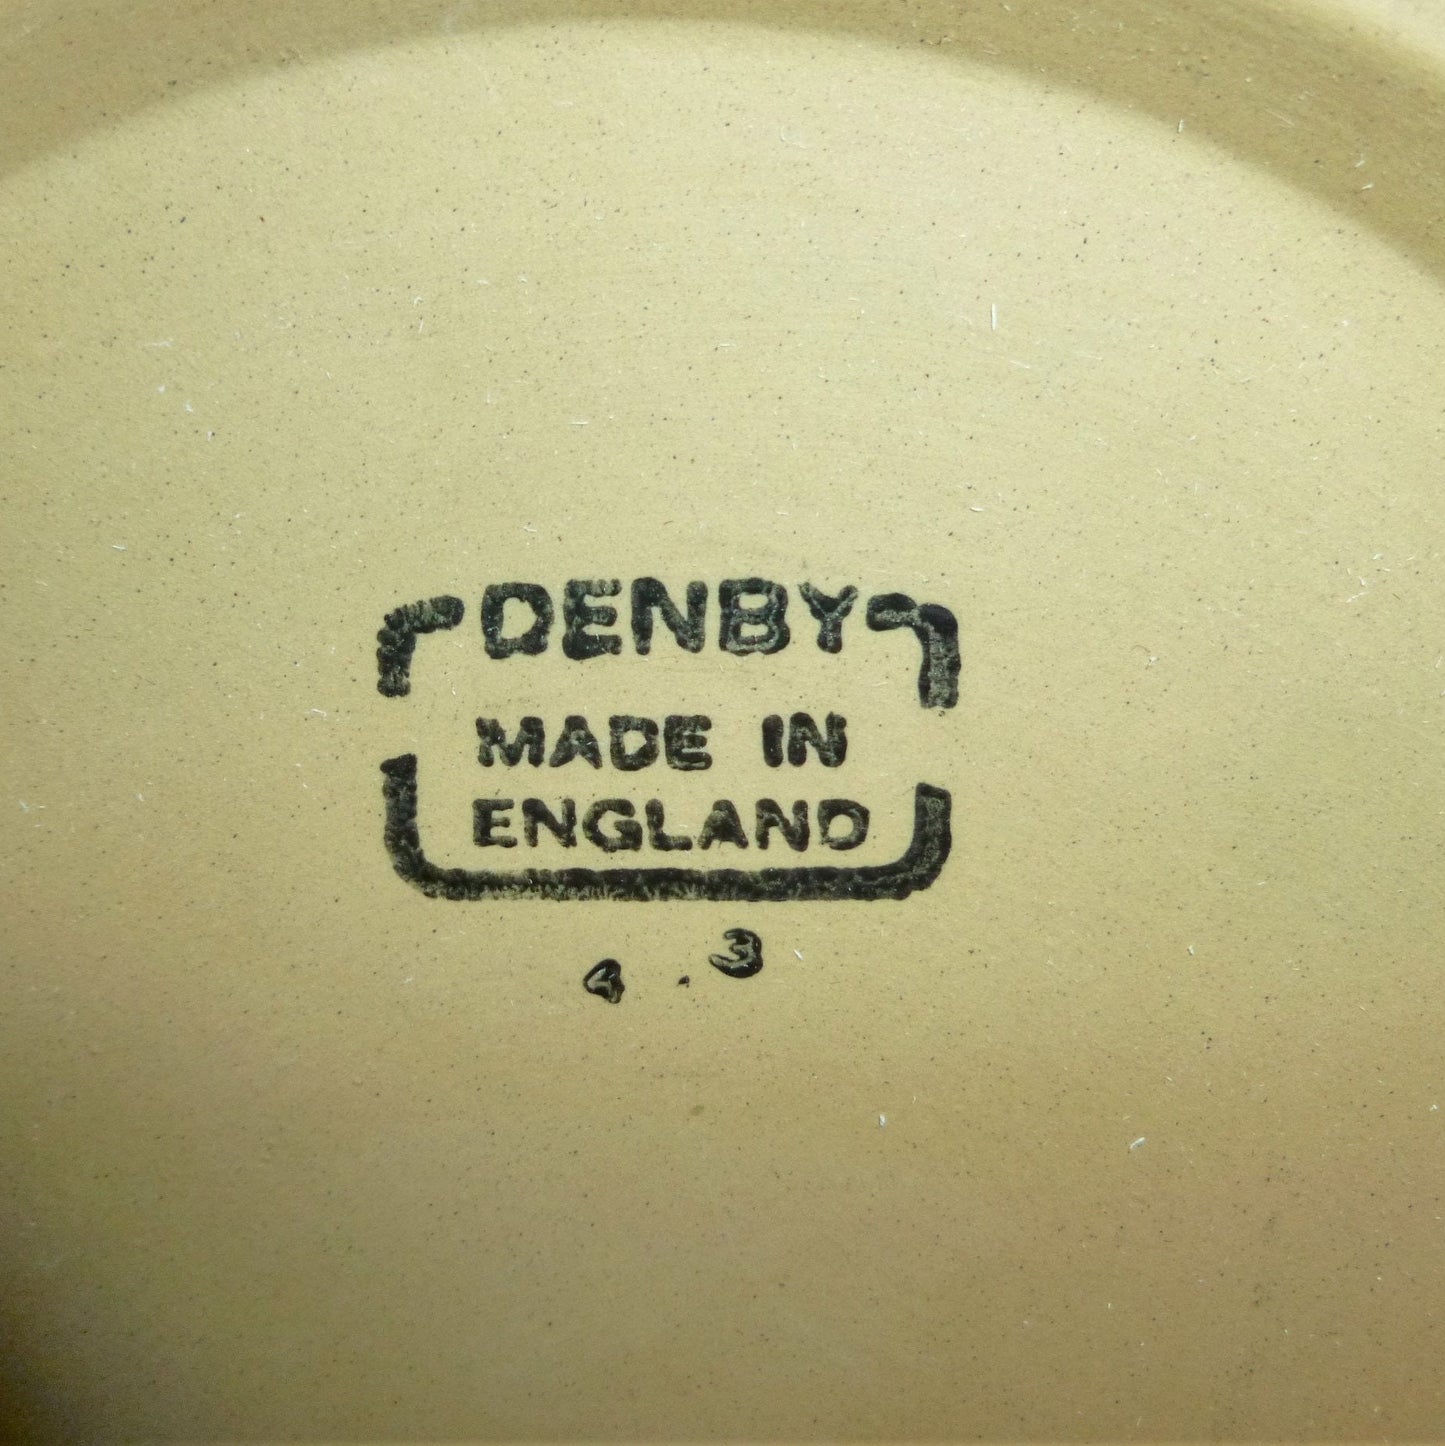 DENBY
MADE IN
ENGLAND
4 . 3